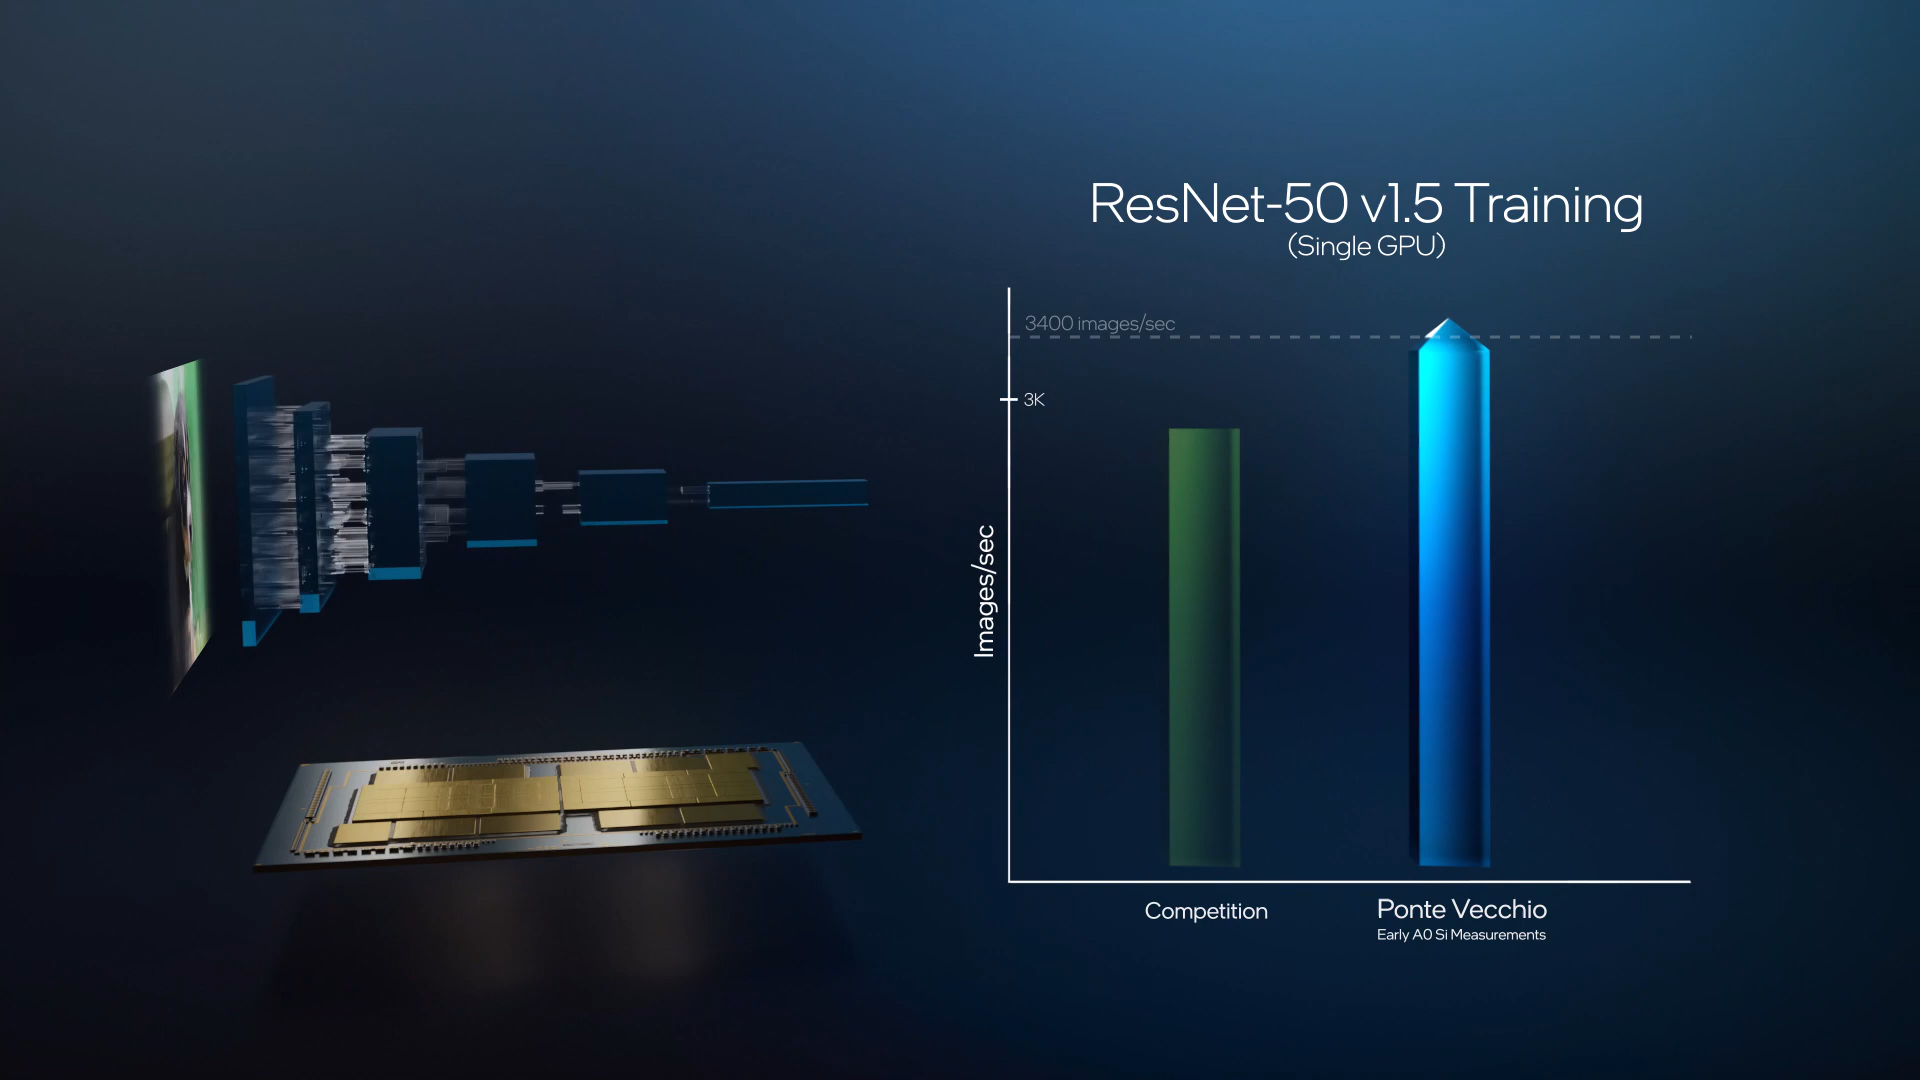 ResNet-50 v1.5 Training
(Single GPU)
3400 images/sec
3K
Images/sec
Competition
Ponte Vecchio
Early A0 Si Measurements